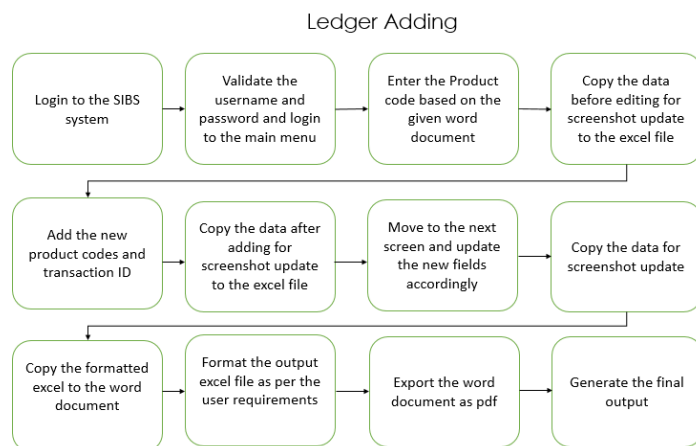 Ledger Adding
Login to the SIBS
system
Validate the
username and
password and login
to the main menu
Enter the Product
code based on the
given word
document
Copy the data
before editing for
screenshot update
to the excel file
Add the new
product codes and
transaction ID
Copy the data after
adding for
screenshot update
to the excel file
Move to the next
screen and update
the new fields
accordingly
Copy the data for
screenshot update
Copy the formatted
excel to the word
document
Format the output
excel file as per the
user requirements
Export the word
document as pdf
Generate the final
output